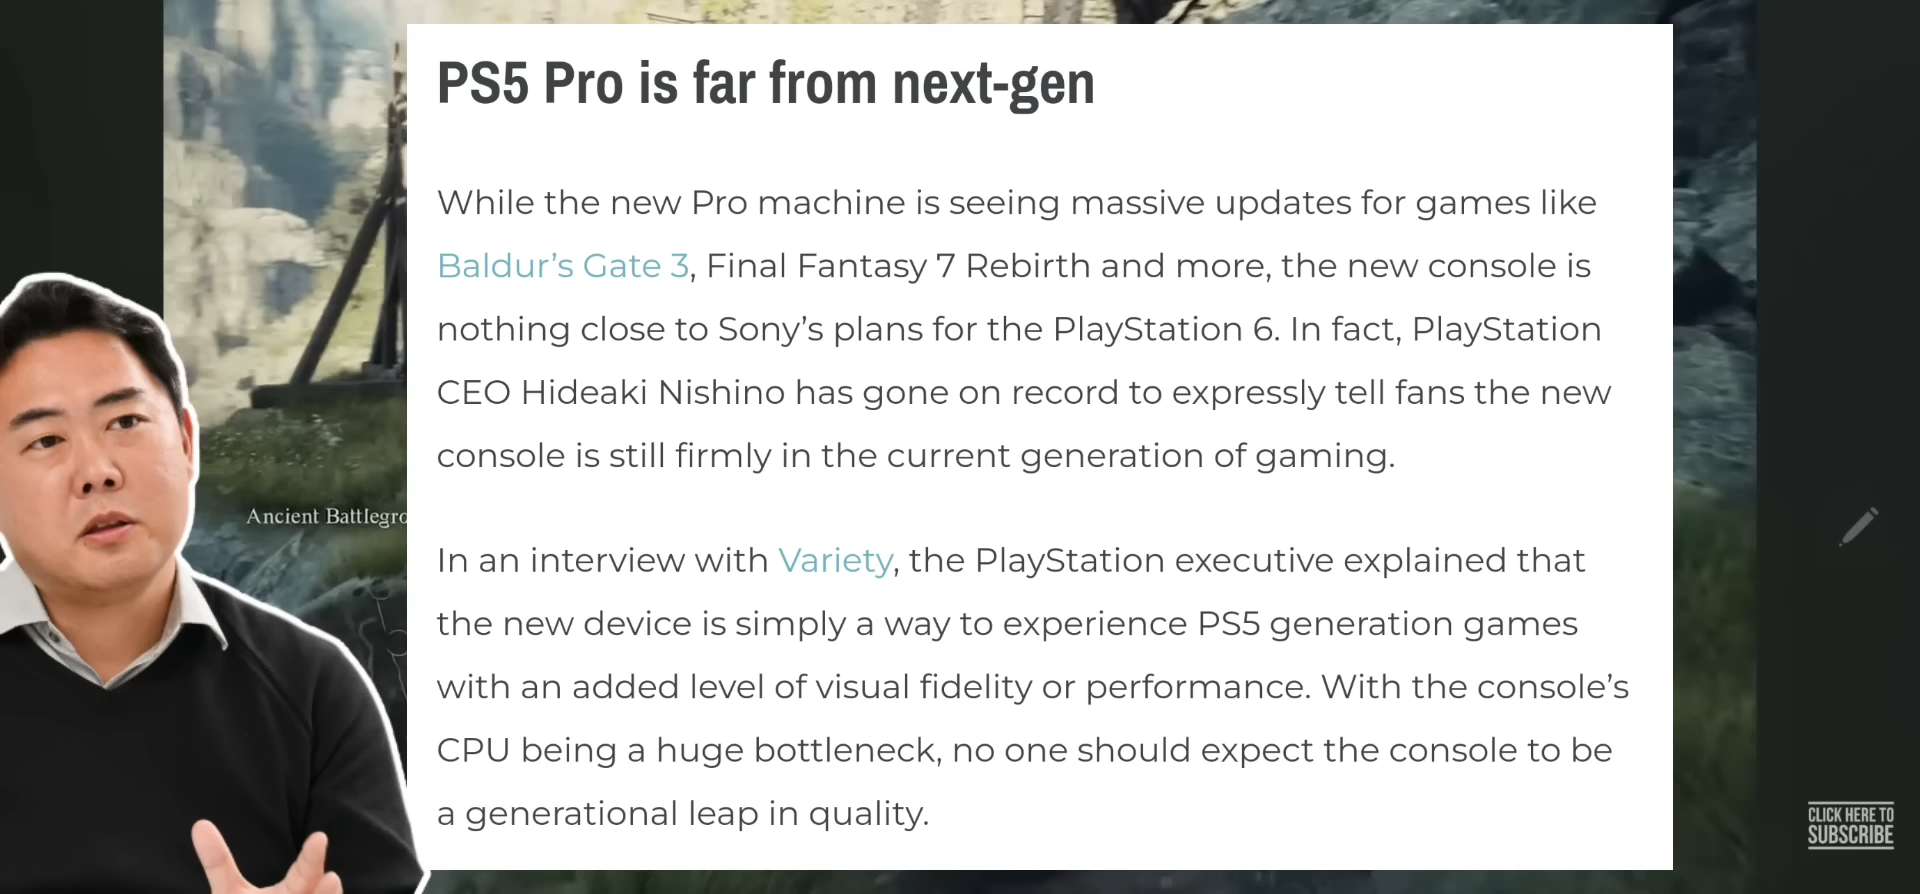 PS5 Pro is far from next-gen
While the new Pro machine is seeing massive updates for games like
Baldur’s Gate 3, Final Fantasy 7 Rebirth and more, the new console is
nothing close to Sony’s plans for the PlayStation 6. In fact, PlayStation
CEO Hideaki Nishino has gone on record to expressly tell fans the new
console is still firmly in the current generation of gaming.
Ancient Battlegro
In an interview with Variety, the PlayStation executive explained that
the new device is simply a way to experience PS5 generation games
with an added level of visual fidelity or performance. With the console’s
CPU being a huge bottleneck, no one should expect the console to be
a generational leap in quality.
CLICK HERE TO
SUBSCRIBE